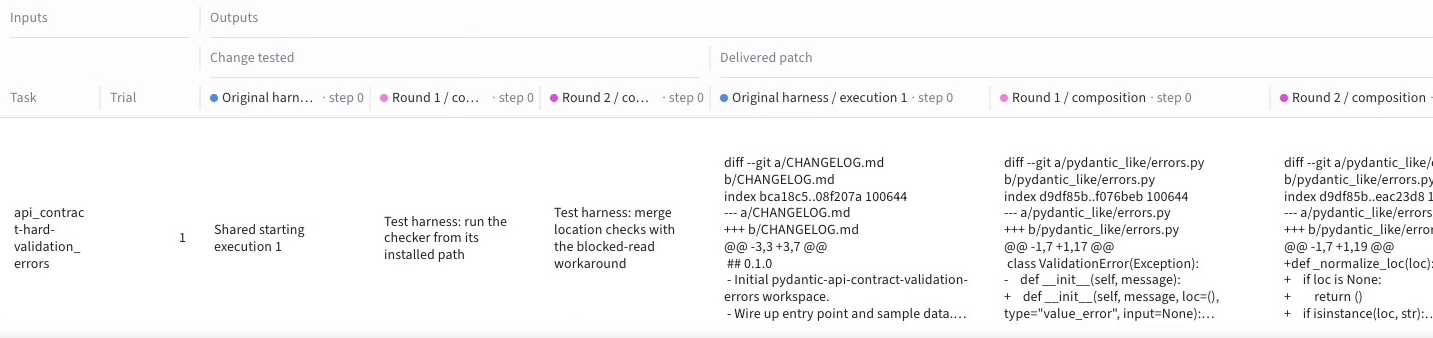 Inputs
Outputs
Change tested
Delivered patch
Task
Trial
Original harn… · step 0
Round 1 / co… · step 0
Round 2 / co… · step 0
Original harness / execution 1 · step 0
Round 1 / composition · step 0
Round 2 / composition ·
api_contrac
t-hard-
validation_
errors
1
Shared starting
execution 1
Test harness: run the
checker from its
installed path
Test harness: merge
location checks with
the blocked-read
workaround
diff --git a/CHANGELOG.md
b/CHANGELOG.md
index bca18c5..08f207a 100644
--- a/CHANGELOG.md
+++ b/CHANGELOG.md
@@ -3,3 +3,7 @@
## 0.1.0
- Initial pydantic-api-contract-validation-
errors workspace.
- Wire up entry point and sample data.…
diff --git a/pydantic_like/errors.py
b/pydantic_like/errors.py
index d9df85b..f076beb 100644
--- a/pydantic_like/errors.py
+++ b/pydantic_like/errors.py
@@ -1,7 +1,17 @@
class ValidationError(Exception):
- def __init__(self, message):
+ def __init__(self, message, loc=(),
type="value_error", input=None):…
diff --git a/pydantic_like/e
b/pydantic_like/errors.py
index d9df85b..eac23d8 1
--- a/pydantic_like/errors
+++ b/pydantic_like/error
@@ -1,7 +1,19 @@
+def _normalize_loc(loc):
+ if loc is None:
+ return ()
+ if isinstance(loc, str):…